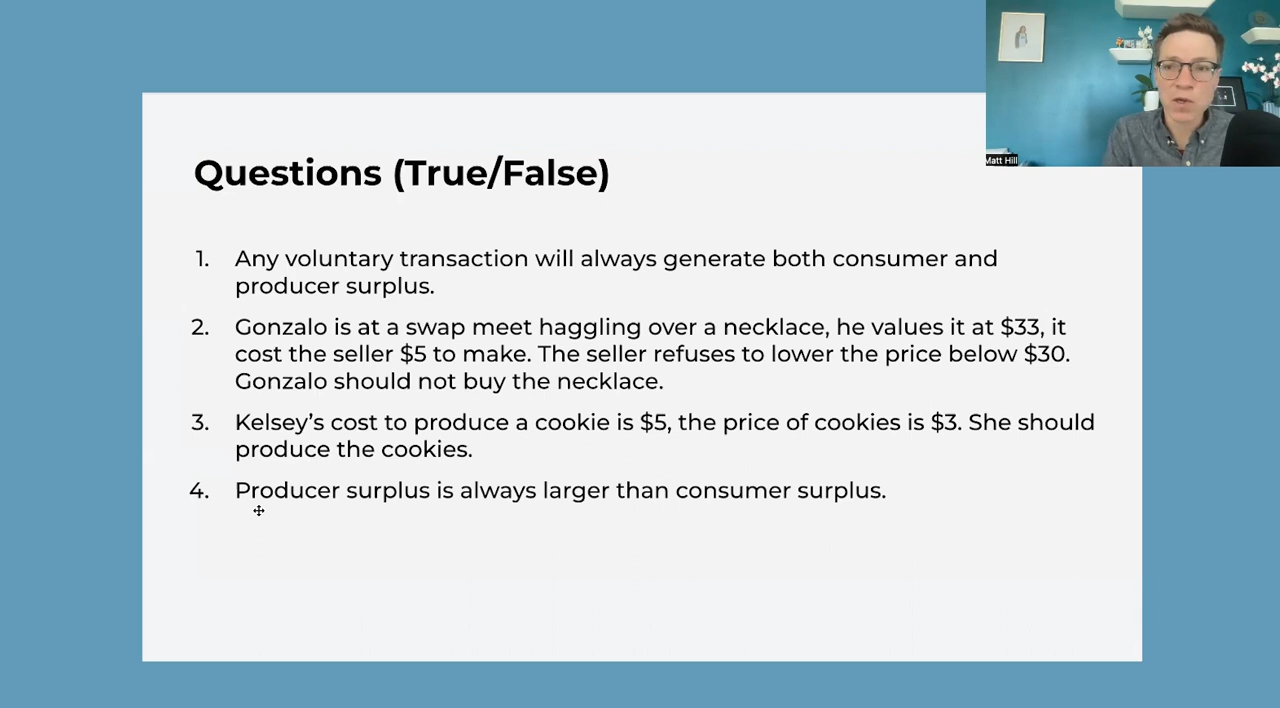 Matt Hill
Questions (True/False)
1. Any voluntary transaction will always generate both consumer and
producer surplus.
2. Gonzalo is at a swap meet haggling over a necklace, he values it at $33, it
cost the seller $5 to make. The seller refuses to lower the price below $30.
Gonzalo should not buy the necklace.
3. Kelsey’s cost to produce a cookie is $5, the price of cookies is $3. She should
produce the cookies.
4. Producer surplus is always larger than consumer surplus.